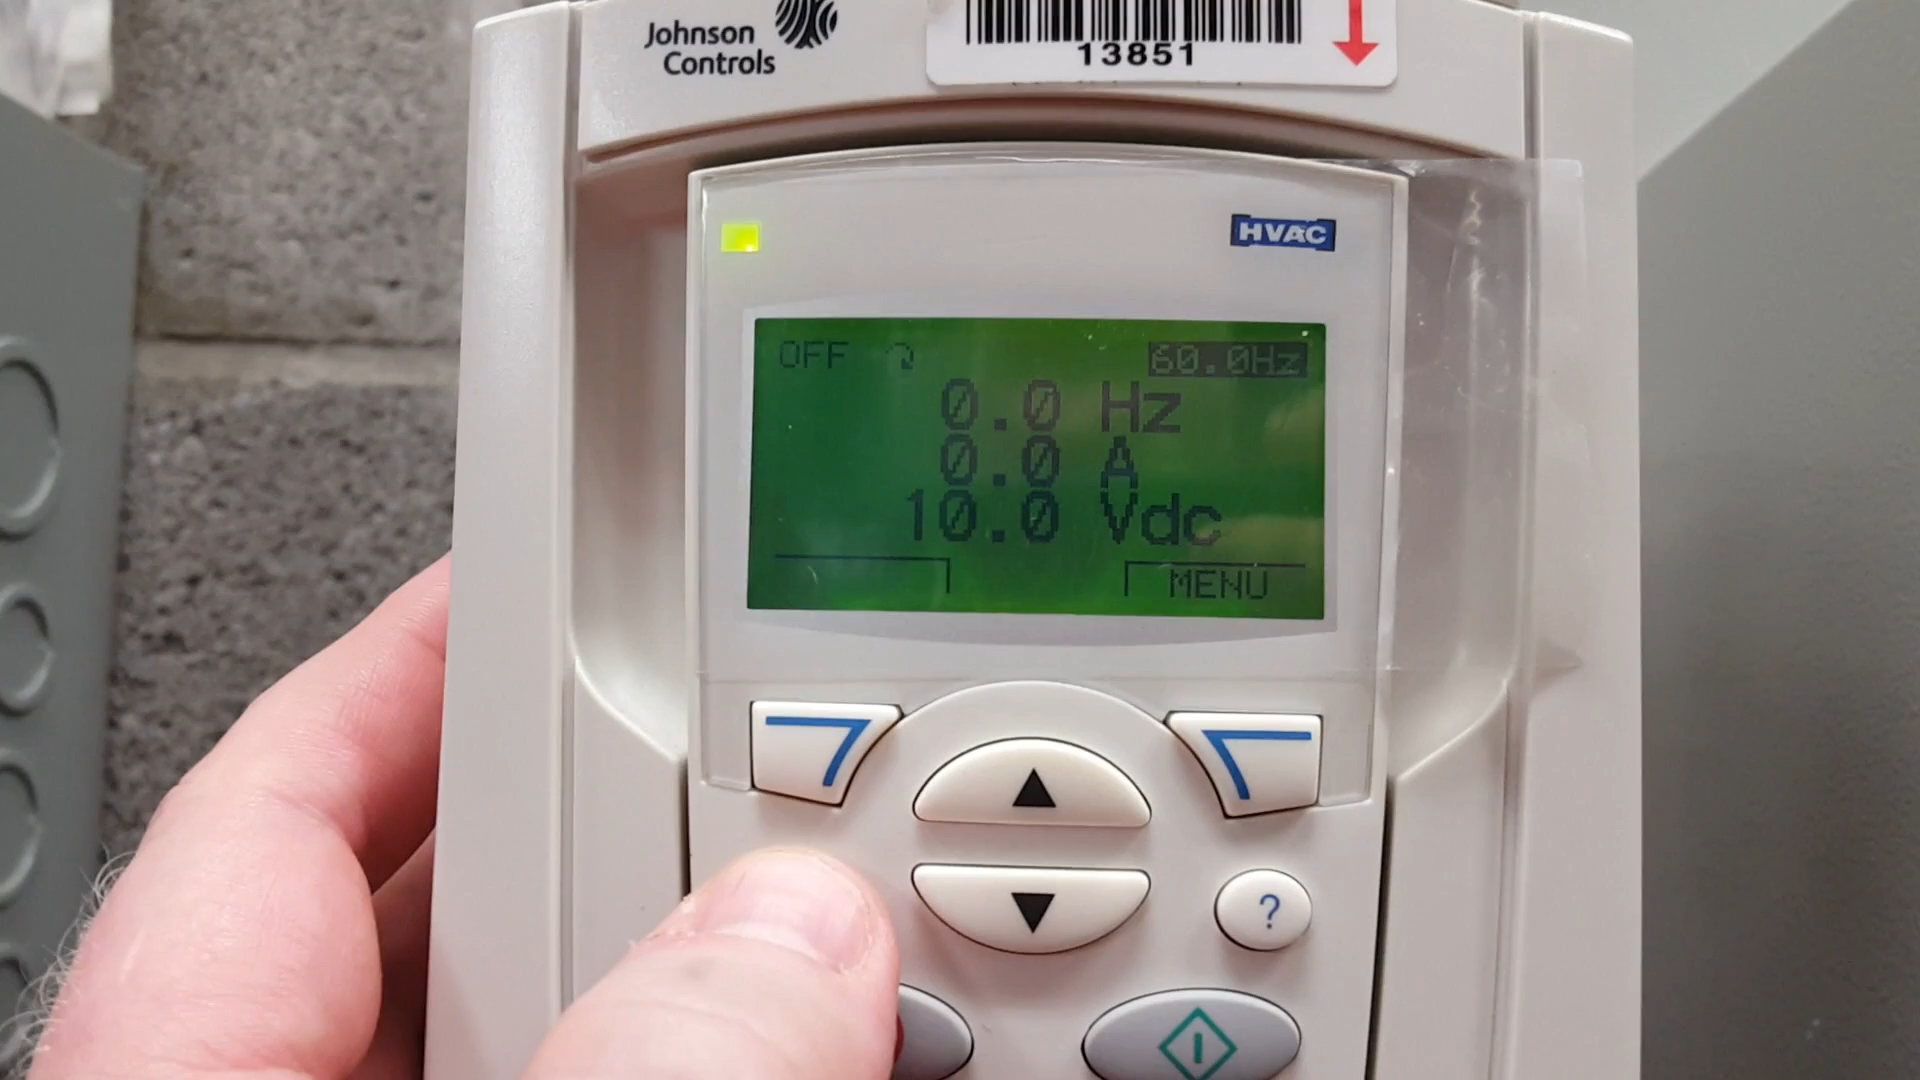 Johnson
Controls
13851
HVAC
OFF 60.0Hz
0.0 Hz
0.0 A
10.0 Vdc
MENU
?